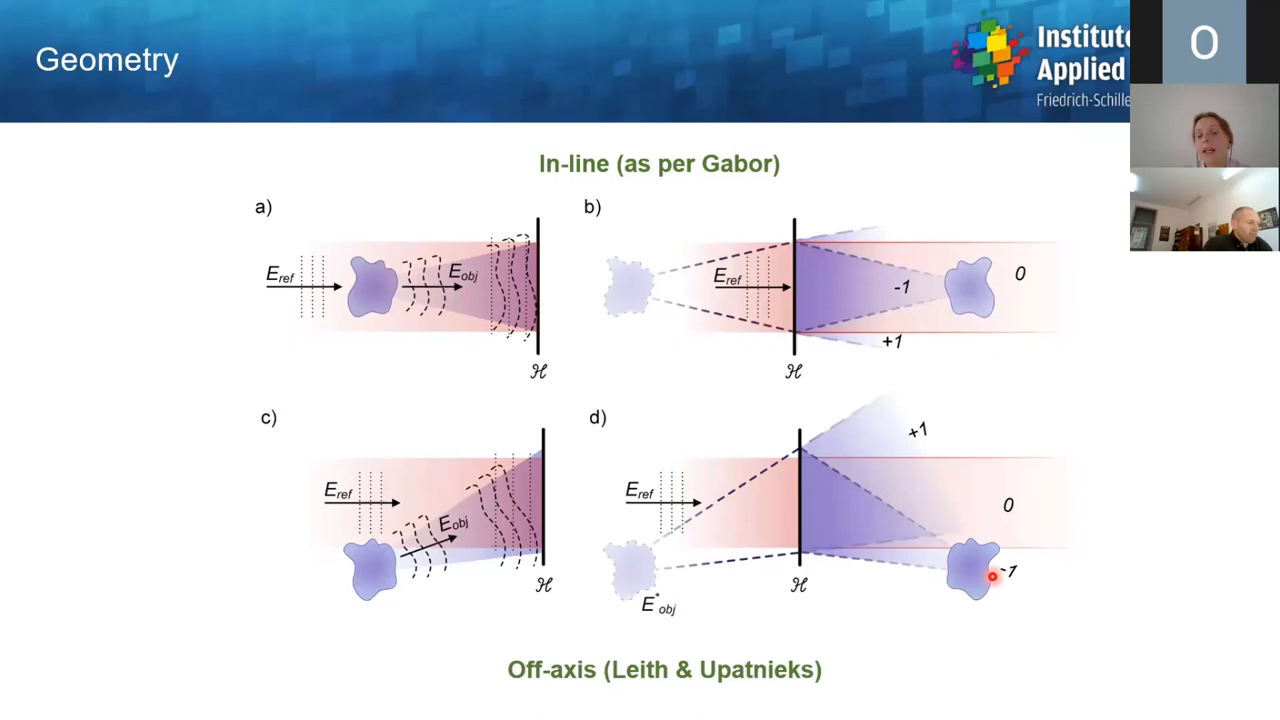 Geometry
Institute
Applied
Friedrich-Schille
O
In-line (as per Gabor)
a)
b)
E_ref
E_obj
E_ref
-1
0
+1
ℋ
ℋ
c)
d)
+1
E_ref
E_obj
E_ref
0
-1
ℋ
ℋ
E*_obj
Off-axis (Leith & Upatnieks)